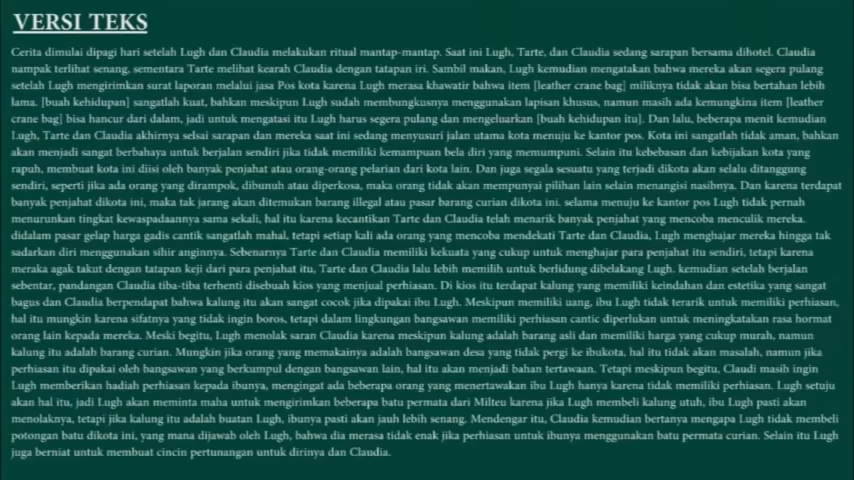 VERSI TEKS
Cerita dimulai dipagi hari setelah Lugh dan Claudia melakukan ritual mantap-mantap. Saat ini Lugh, Tarte, dan Claudia sedang sarapan bersama dihotel. Claudia
nampak terlihat senang, sementara Tarte melihat kearah Claudia dengan tatapan iri. Sambil makan, Lugh kemudian mengatakan bahwa mereka akan segera pulang
setelah Lugh mengirimkan surat laporan melalui jasa Pos kota karena Lugh merasa khawatir bahwa item [leather crane bag] miliknya tidak akan bisa bertahan lebih
lama. [buah kehidupan] sangatlah kuat, bahkan meskipun Lugh sudah membungkusnya menggunakan lapisan khusus, namun masih ada kemungkina item [leather
crane bag] bisa hancur dari dalam, jadi untuk mengatasi itu Lugh harus segera pulang dan mengeluarkan [buah kehidupan itu]. Dan lalu, beberapa menit kemudian
Lugh, Tarte dan Claudia akhirnya selsai sarapan dan mereka saat ini sedang menyusuri jalan utama kota menuju ke kantor pos. Kota ini sangatlah tidak aman, bahkan
akan menjadi sangat berbahaya untuk berjalan sendiri jika tidak memiliki kemampuan bela diri yang memumpuni. Selain itu kebebasan dan kebijakan kota yang
rapuh, membuat kota ini diisi oleh banyak penjahat atau orang-orang pelarian dari kota lain. Dan juga segala sesuatu yang terjadi dikota akan selalu ditanggung
sendiri, seperti jika ada orang yang dirampok, dibunuh atau diperkosa, maka orang tidak akan mempunyai pilihan lain selain menangisi nasibnya. Dan karena terdapat
banyak penjahat dikota ini, maka tak jarang akan ditemukan barang illegal atau pasar barang curian dikota ini. selama menuju ke kantor pos Lugh tidak pernah
menurunkan tingkat kewaspadaannya sama sekali, hal itu karena kecantikan Tarte dan Claudia telah menarik banyak penjahat yang mencoba menculik mereka.
didalam pasar gelap harga gadis cantik sangatlah mahal, tetapi setiap kali ada orang yang mencoba mendekati Tarte dan Claudia, Lugh menghajar mereka hingga tak
sadarkan diri menggunakan sihir anginnya. Sebenarnya Tarte dan Claudia memiliki kekuata yang cukup untuk menghajar para penjahat itu sendiri, tetapi karena
meraka agak takut dengan tatapan keji dari para penjahat itu, Tarte dan Claudia lalu lebih memilih untuk berlidung dibelakang Lugh. kemudian setelah berjalan
sebentar, pandangan Claudia tiba-tiba terhenti disebuah kios yang menjual perhiasan. Di kios itu terdapat kalung yang memiliki keindahan dan estetika yang sangat
bagus dan Claudia berpendapat bahwa kalung itu akan sangat cocok jika dipakai ibu Lugh. Meskipun memiliki uang, ibu Lugh tidak terarik untuk memiliki perhiasan,
hal itu mungkin karena sifatnya yang tidak ingin boros, tetapi dalam lingkungan bangsawan memiliki perhiasan cantic diperlukan untuk meningkatakan rasa hormat
orang lain kepada mereka. Meski begitu, Lugh menolak saran Claudia karena meskipun kalung adalah barang asli dan memiliki harga yang cukup murah, namun
kalung itu adalah barang curian. Mungkin jika orang yang memakainya adalah bangsawan desa yang tidak pergi ke ibukota, hal itu tidak akan masalah, namun jika
perhiasan itu dipakai oleh bangsawan yang berkumpul dengan bangsawan lain, hal itu akan menjadi bahan tertawaan. Tetapi meskipun begitu, Claudi masih ingin
Lugh memberikan hadiah perhiasan kepada ibunya, mengingat ada beberapa orang yang menertawakan ibu Lugh hanya karena tidak memiliki perhiasan. Lugh setuju
akan hal itu, jadi Lugh akan meminta maha untuk mengirimkan beberapa batu permata dari Milteu karena jika Lugh membeli kalung utuh, ibu Lugh pasti akan
menolaknya, tetapi jika kalung itu adalah buatan Lugh, ibunya pasti akan jauh lebih senang. Mendengar itu, Claudia kemudian bertanya mengapa Lugh tidak membeli
potongan batu dikota ini, yang mana dijawab oleh Lugh, bahwa dia merasa tidak enak jika perhiasan untuk ibunya menggunakan batu permata curian. Selain itu Lugh
juga berniat untuk membuat cincin pertunangan untuk dirinya dan Claudia.